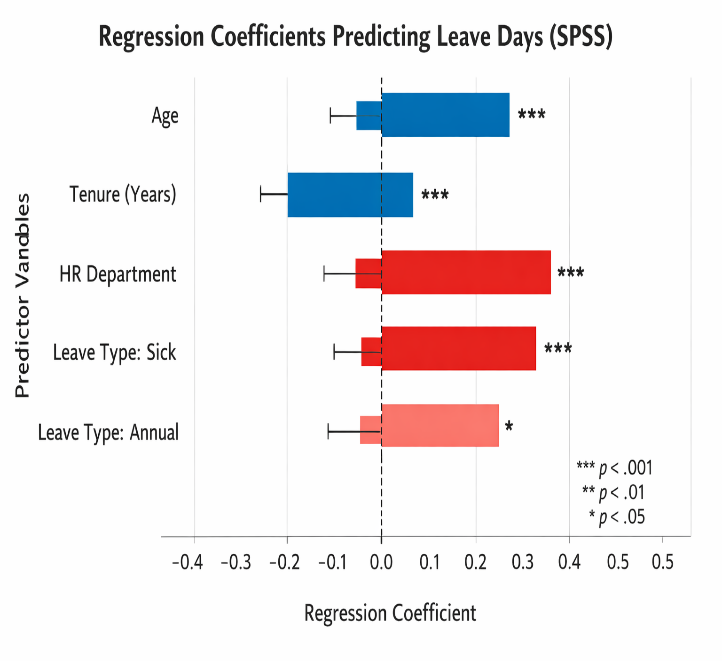 Regression Coefficients Predicting Leave Days (SPSS)
Age
***
Tenure (Years)
***
HR Department
***
Leave Type: Sick
***
Leave Type: Annual
*
*** p < .001
** p < .01
* p < .05
Predictor Vandbles
−0.4 −0.3 −0.2 −0.1 0.0 0.1 0.2 0.3 0.4 0.5 0.5
Regression Coefficient